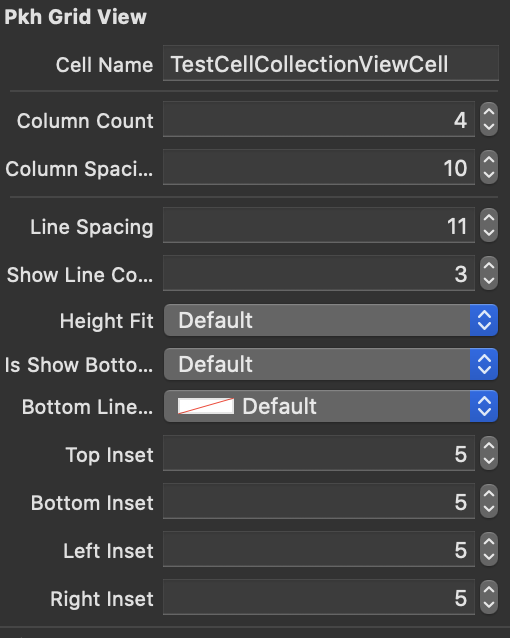 Pkh Grid View
Cell Name TestCellCollectionViewCell
Column Count 4
Column Spaci... 10
Line Spacing 11
Show Line Co... 3
Height Fit Default
Is Show Botto... Default
Bottom Line... Default
Top Inset 5
Bottom Inset 5
Left Inset 5
Right Inset 5